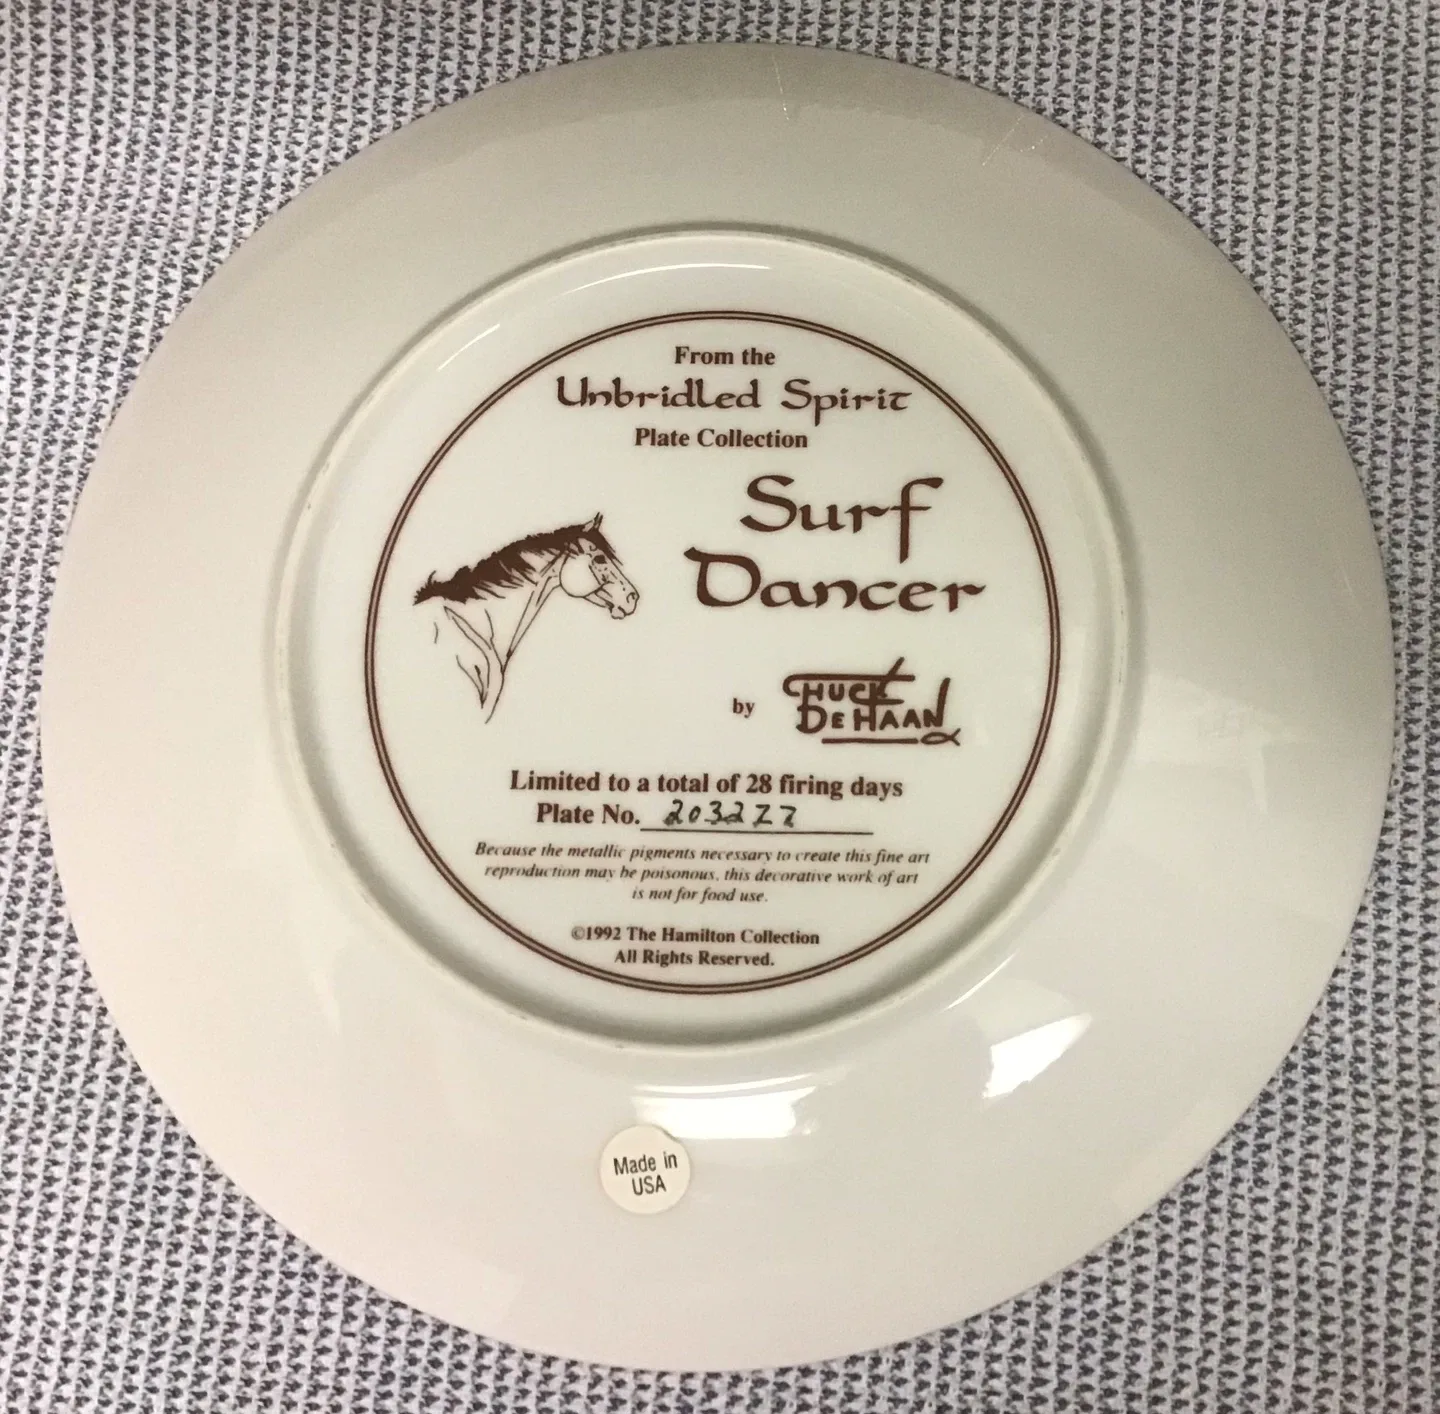 From the
Unbridled Spirit
Plate Collection
Surf
Dancer
by CHUCK
DEHAAN
Limited to a total of 28 firing days
Plate No. 203277
Because the metallic pigments necessary to create this fine art
reproduction may be poisonous, this decorative work of art
is not for food use.
©1992 The Hamilton Collection
All Rights Reserved.
Made in
USA